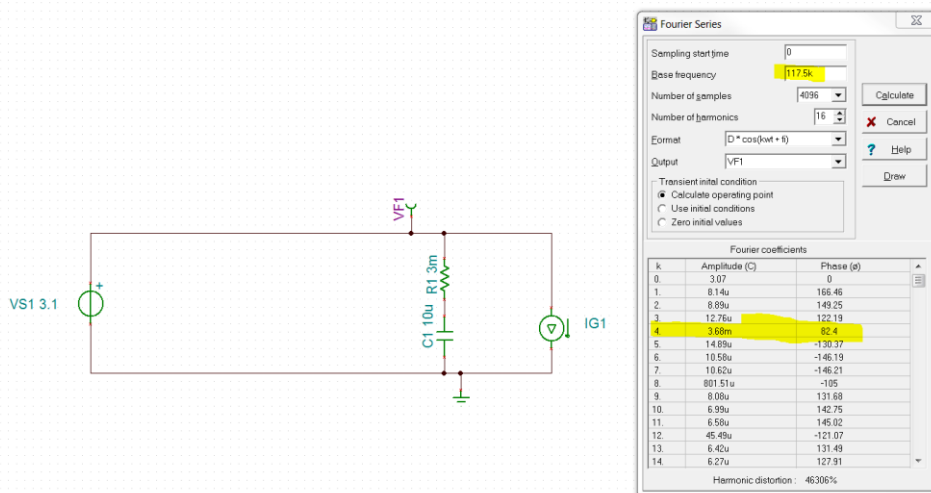 VF1
VS1 3.1
R1 3m
C1 10u
IG1
Fourier Series
Sampling start time 0
Base frequency 117.5k
Number of samples 4096
Number of harmonics 16
Format D * cos(kwt + fi)
Output VF1
Calculate
Cancel
? Help
Draw
Transient inital condition
Calculate operating point
Use initial conditions
Zero initial values
Fourier coefficients
k Amplitude (C) Phase (ø)
0. 3.07 0
1. 8.14u 166.46
2. 8.89u 149.25
3. 12.76u 122.19
4. 3.68m 82.4
5. 14.89u -130.37
6. 10.58u -146.19
7. 10.62u -146.21
8. 801.51u -105
9. 8.08u 131.68
10. 6.99u 142.75
11. 6.58u 145.02
12. 45.49u -121.07
13. 6.42u 131.49
14. 6.27u 127.91
Harmonic distortion : 46306%